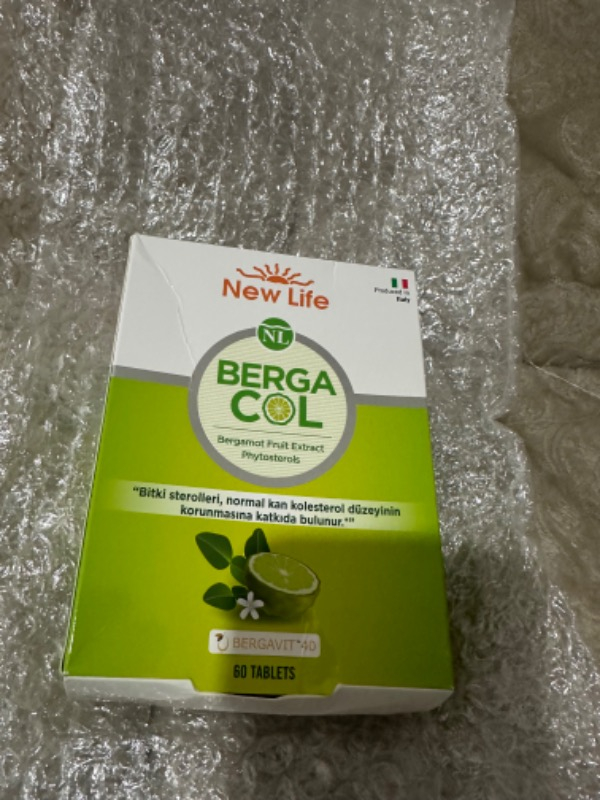 New Life
Produced in
Italy
NL
BERGA
COL
Bergamot Fruit Extract
Phytosterols
"Bitki sterolleri, normal kan kolesterol düzeyinin
korunmasına katkıda bulunur.*"
BERGAVIT®40
60 TABLETS